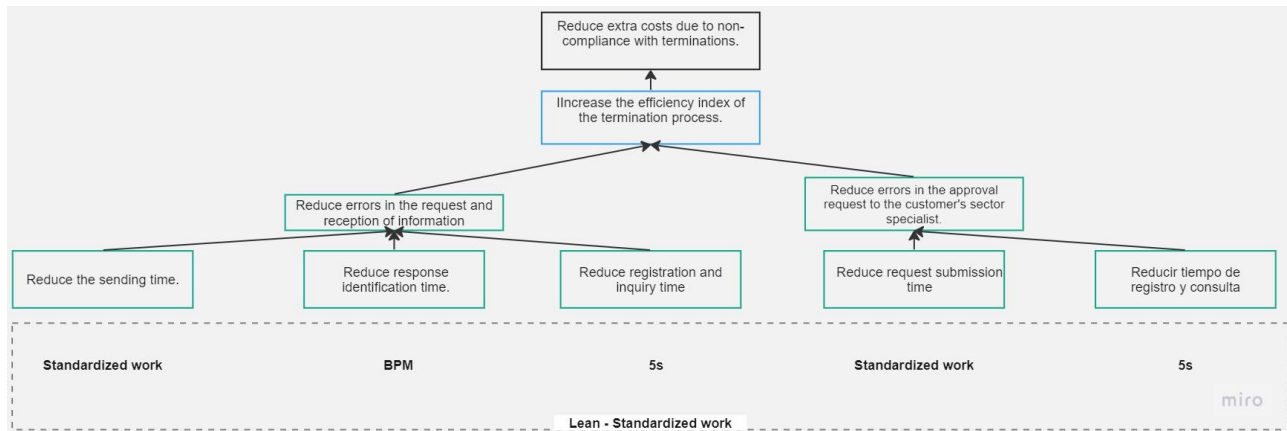 Reduce extra costs due to non-
compliance with terminations.
IIncrease the efficiency index of
the termination process.
Reduce errors in the request and
reception of information
Reduce errors in the approval
request to the customer's sector
specialist.
Reduce the sending time.
Reduce response
identification time.
Reduce registration and
inquiry time
Reduce request submission
time
Reducir tiempo de
registro y consulta
Standardized work
BPM
5s
Standardized work
5s
miro
Lean - Standardized work